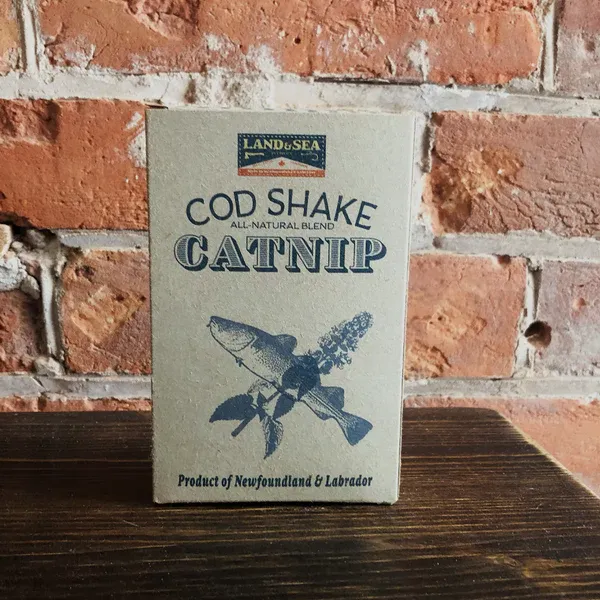 LAND & SEA
COD SHAKE
ALL-NATURAL BLEND
CATNIP
Product of Newfoundland & Labrador